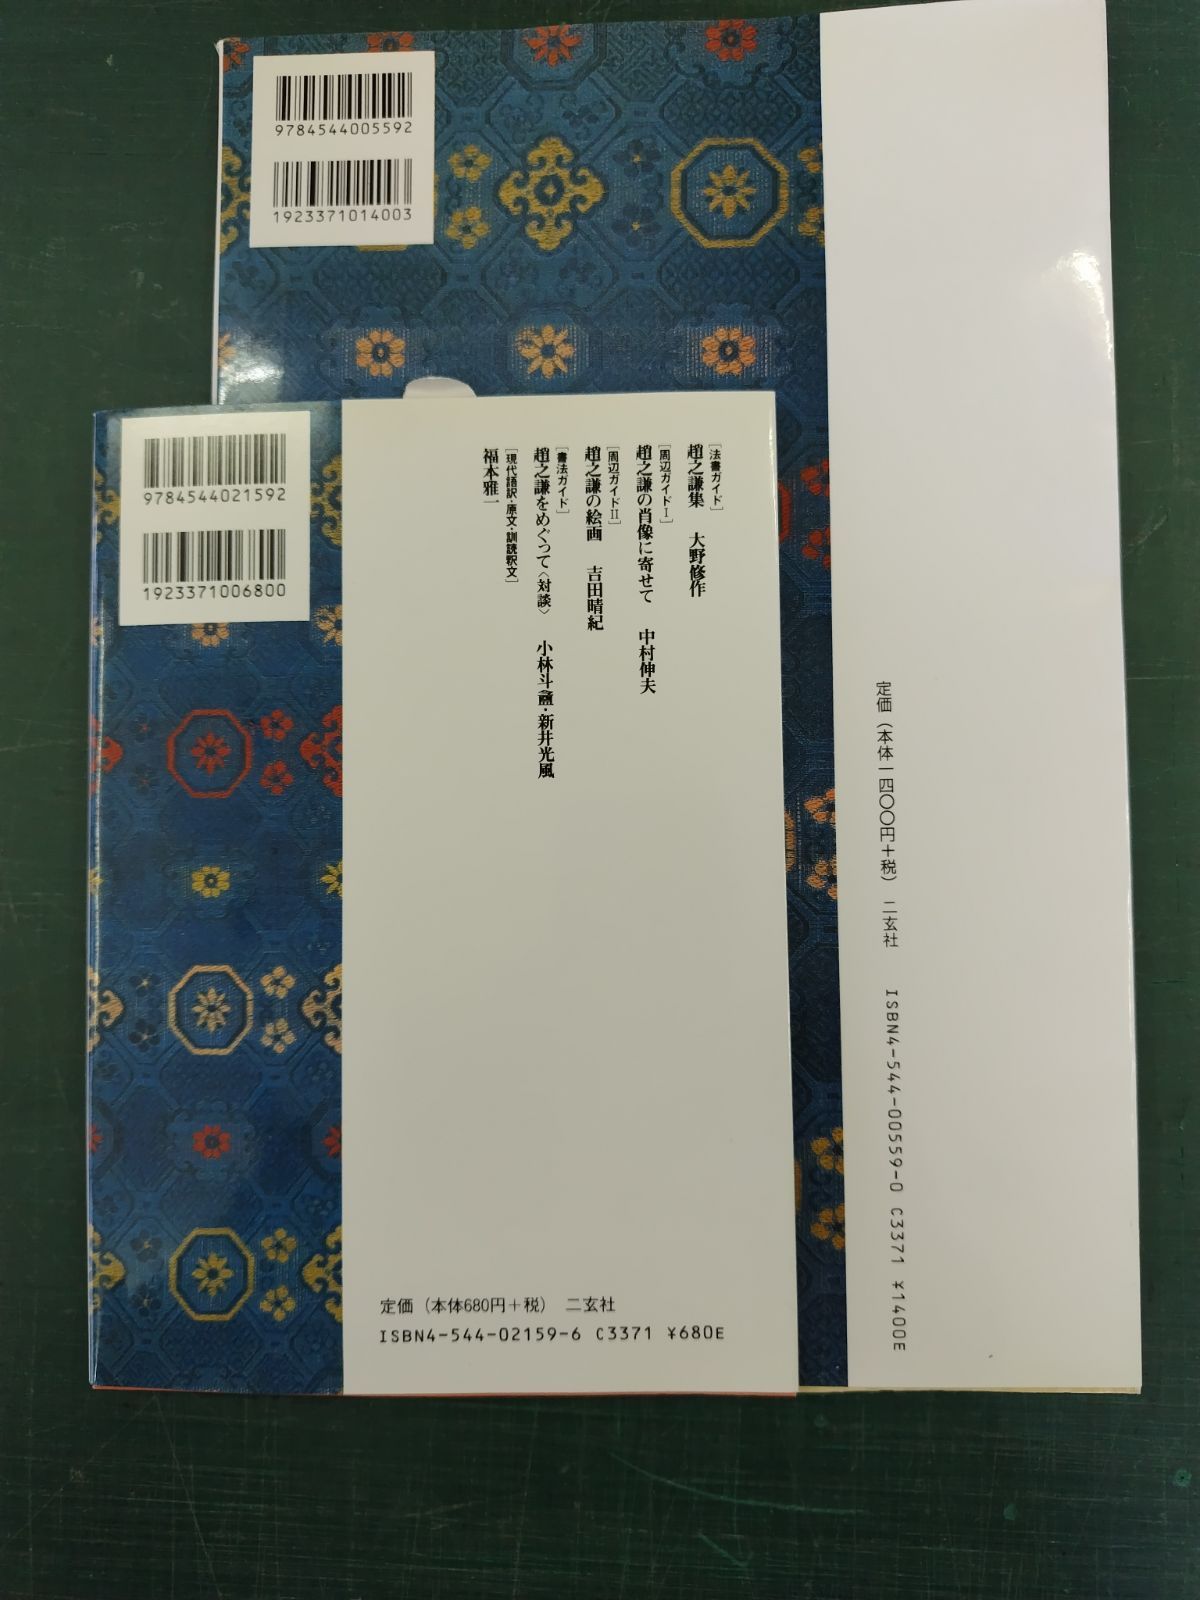 9784544005592
1923371014003
定価（本体一四〇〇円＋税） 二玄社
ISBN4-544-00559-0 C3371 ¥1400E
9784544021592
1923371006800
［法書ガイド］
趙之謙集 大野修作
［周辺ガイドⅠ］
趙之謙の肖像に寄せて 中村伸夫
［周辺ガイドⅡ］
趙之謙の絵画 吉田晴紀
［書法ガイド］
趙之謙をめぐって〈対談〉 小林斗盦・新井光風
［現代語訳・原文・訓読釈文］
福本雅一
定価（本体680円＋税） 二玄社
ISBN4-544-02159-6 C3371 ¥680E